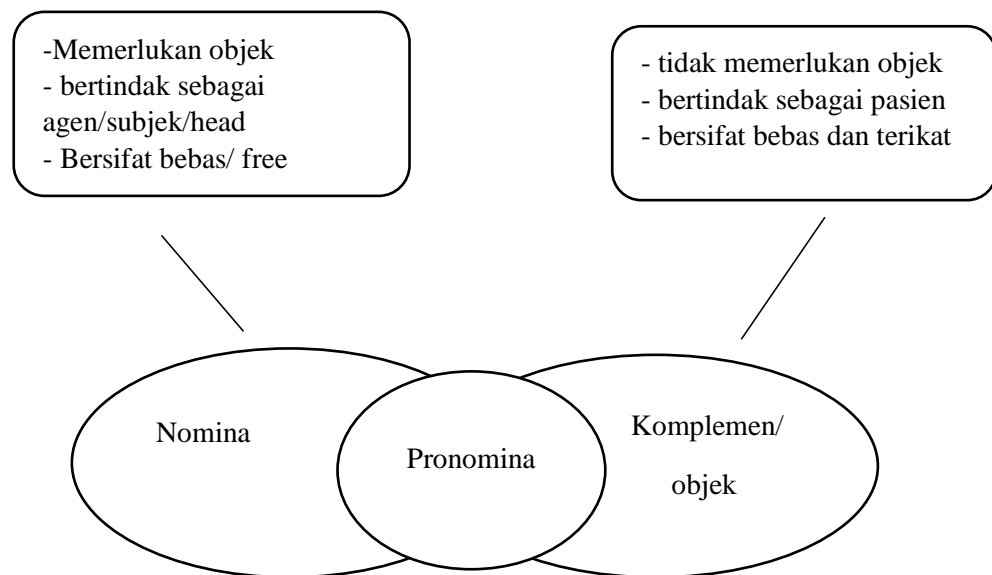 -Memerlukan objek
- bertindak sebagai
agen/subjek/head
- Bersifat bebas/ free
- tidak memerlukan objek
- bertindak sebagai pasien
- bersifat bebas dan terikat
Nomina
Pronomina
Komplemen/
objek